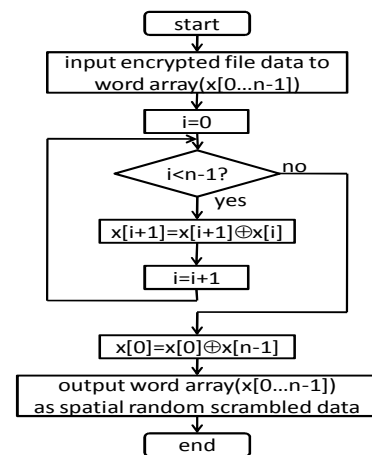 start
input encrypted file data to
word array(x[0...n-1])
i=0
i<n-1?
no
yes
x[i+1]=x[i+1]⊕x[i]
i=i+1
x[0]=x[0]⊕x[n-1]
output word array(x[0...n-1])
as spatial random scrambled data
end